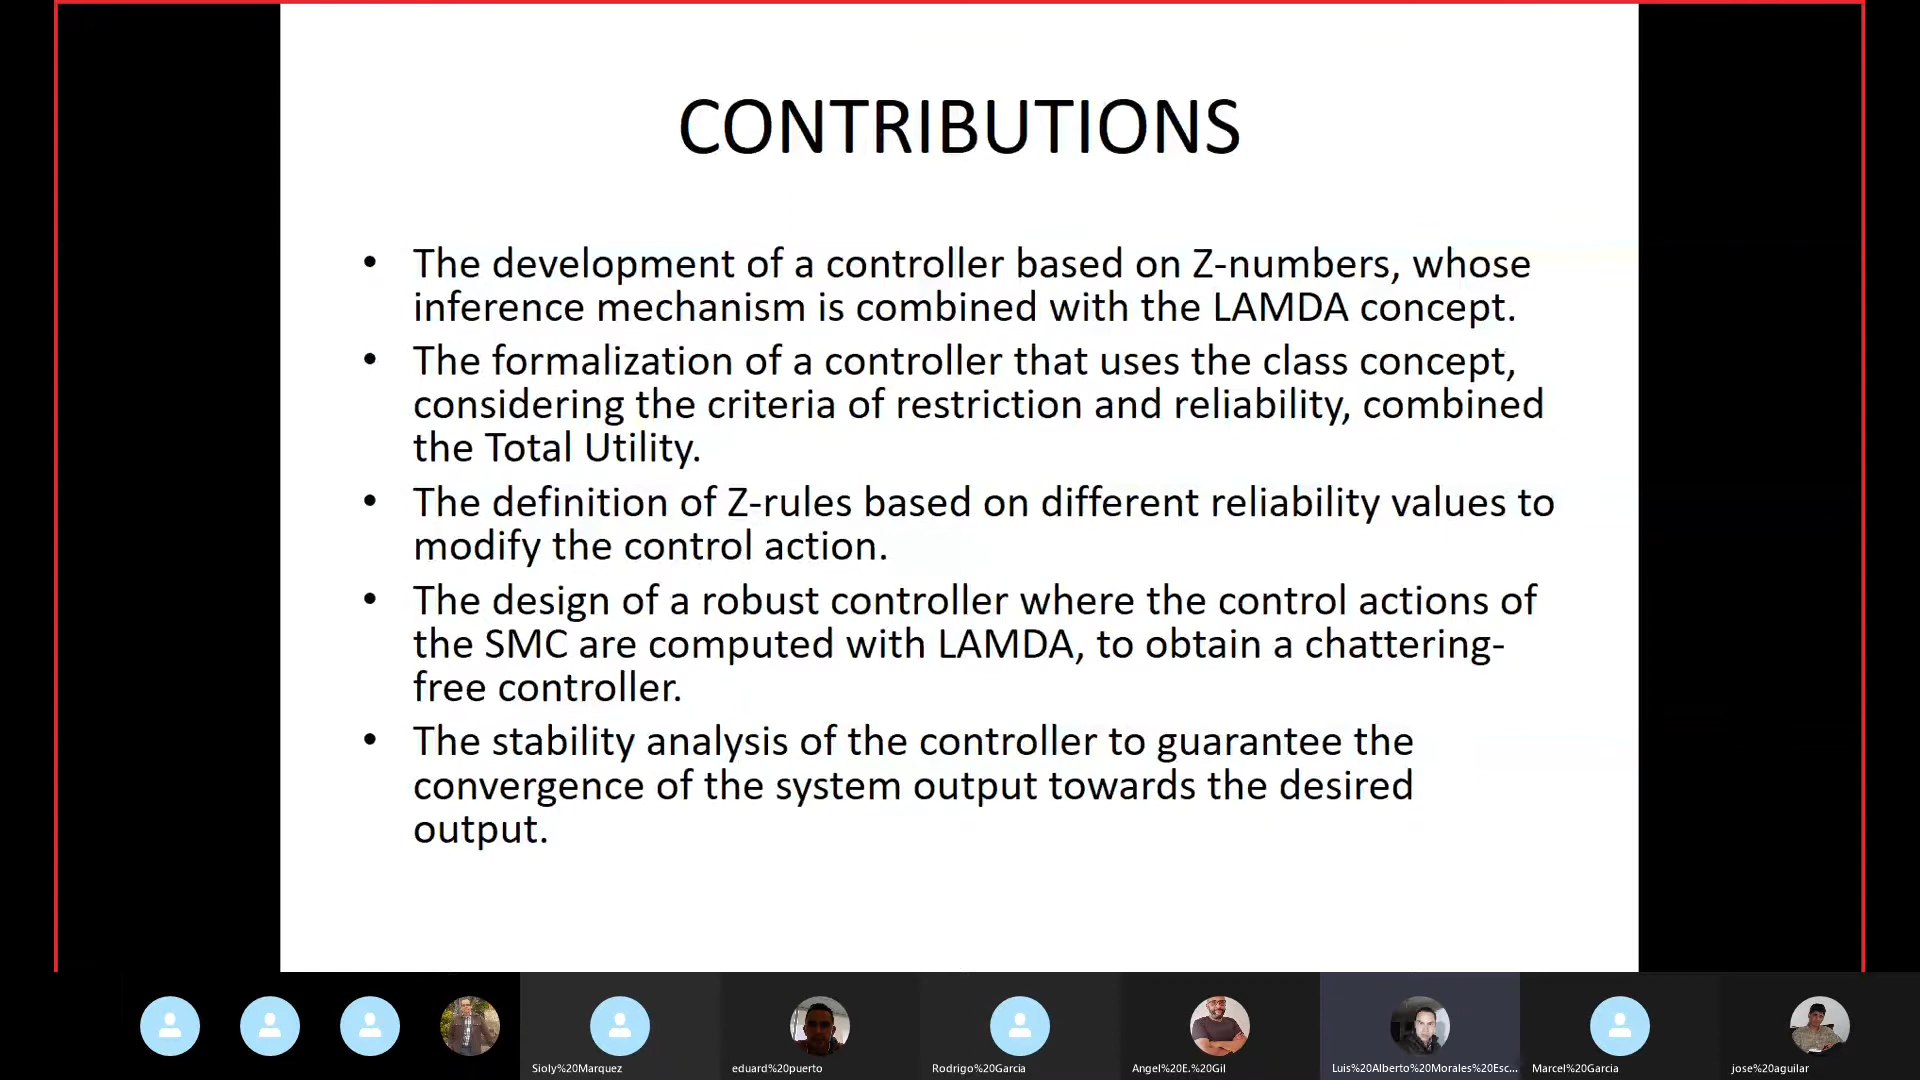 CONTRIBUTIONS
• The development of a controller based on Z-numbers, whose
inference mechanism is combined with the LAMDA concept.
• The formalization of a controller that uses the class concept,
considering the criteria of restriction and reliability, combined
the Total Utility.
• The definition of Z-rules based on different reliability values to
modify the control action.
• The design of a robust controller where the control actions of
the SMC are computed with LAMDA, to obtain a chattering-
free controller.
• The stability analysis of the controller to guarantee the
convergence of the system output towards the desired
output.
Sioly%20Marquez
eduard%20puerto
Rodrigo%20Garcia
Angel%20E.%20Gil
Luis%20Alberto%20Morales%20Esc...
Marcel%20Garcia
jose%20aguilar